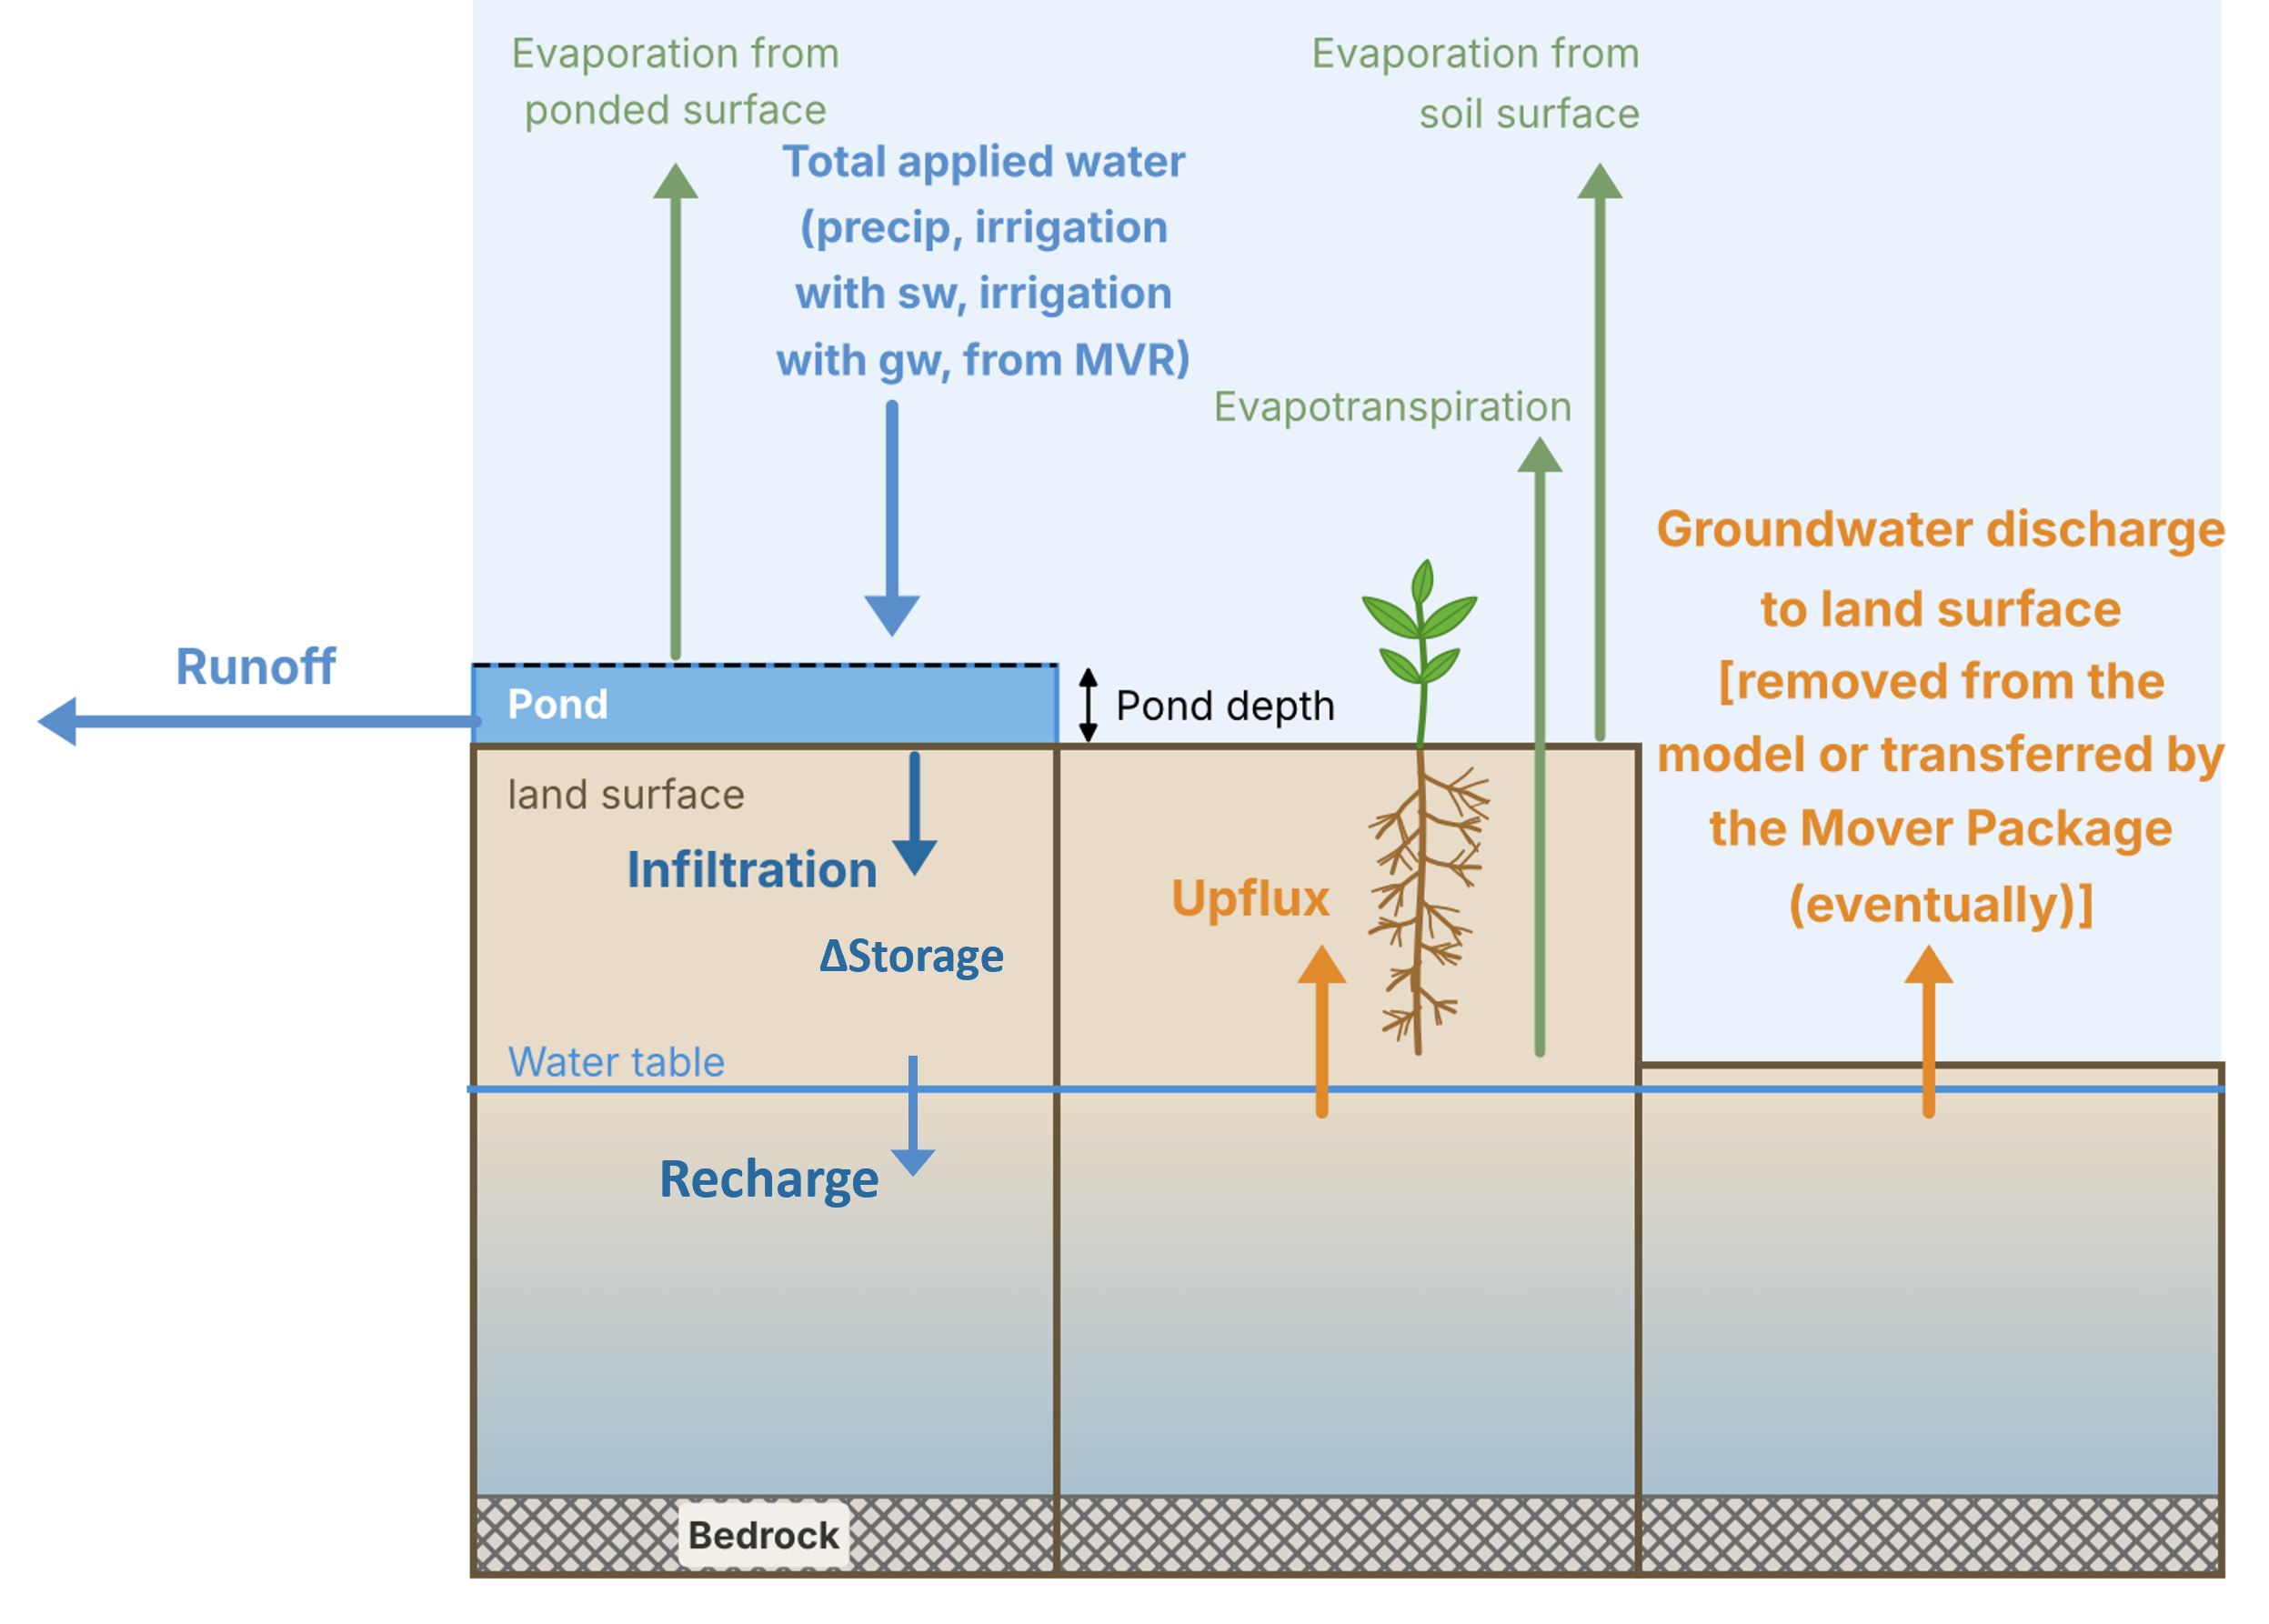 Evaporation from
ponded surface
Evaporation from
soil surface
Total applied water
(precip, irrigation
with sw, irrigation
with gw, from MVR)
Evapotranspiration
Groundwater discharge
to land surface
[removed from the
model or transferred by
the Mover Package
(eventually)]
Runoff
Pond
Pond depth
land surface
Infiltration
Upflux
ΔStorage
Water table
Recharge
Bedrock